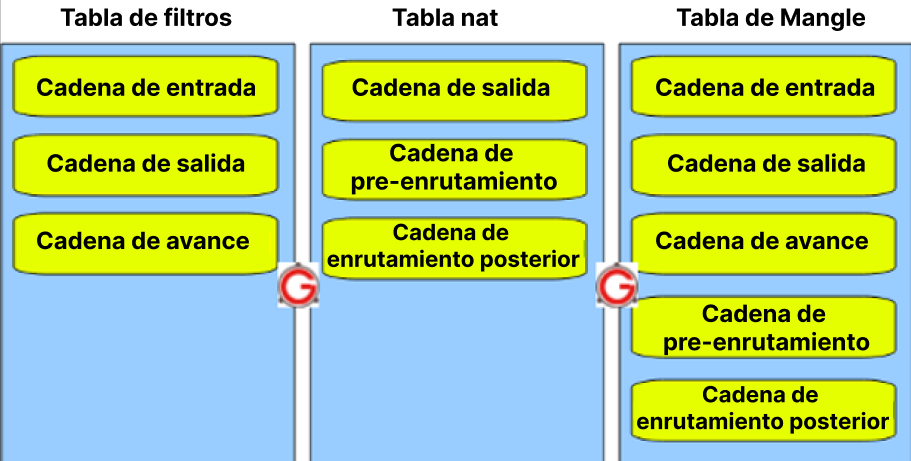 Tabla de filtros
Cadena de entrada
Cadena de salida
Cadena de avance
Tabla nat
Cadena de salida
Cadena de
pre-enrutamiento
Cadena de
enrutamiento posterior
Tabla de Mangle
Cadena de entrada
Cadena de salida
Cadena de avance
Cadena de
pre-enrutamiento
Cadena de
enrutamiento posterior
G
G